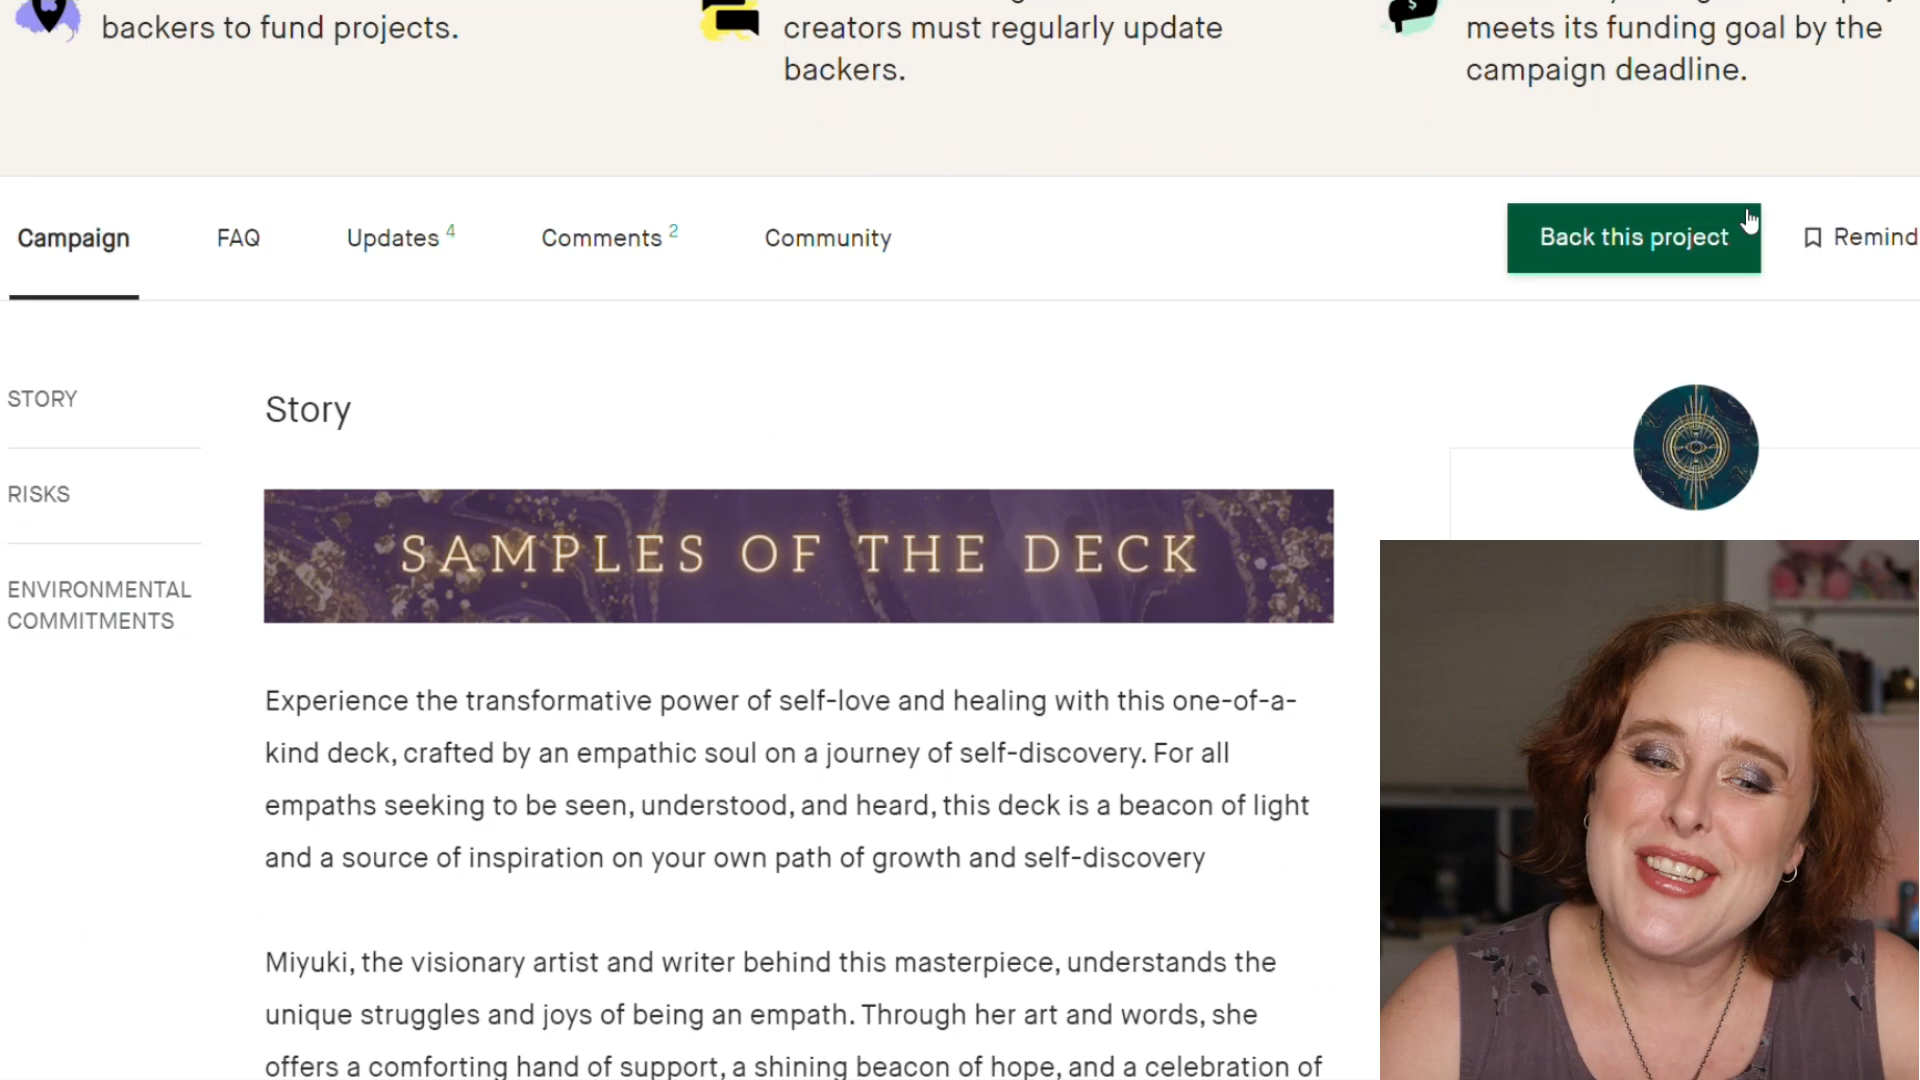 backers to fund projects.
creators must regularly update
backers.
meets its funding goal by the
campaign deadline.
Campaign
FAQ
Updates 4
Comments 2
Community
Back this project
Remind
STORY
RISKS
ENVIRONMENTAL
COMMITMENTS
Story
SAMPLES OF THE DECK
Experience the transformative power of self-love and healing with this one-of-a-
kind deck, crafted by an empathic soul on a journey of self-discovery. For all
empaths seeking to be seen, understood, and heard, this deck is a beacon of light
and a source of inspiration on your own path of growth and self-discovery
Miyuki, the visionary artist and writer behind this masterpiece, understands the
unique struggles and joys of being an empath. Through her art and words, she
offers a comforting hand of support, a shining beacon of hope, and a celebration of